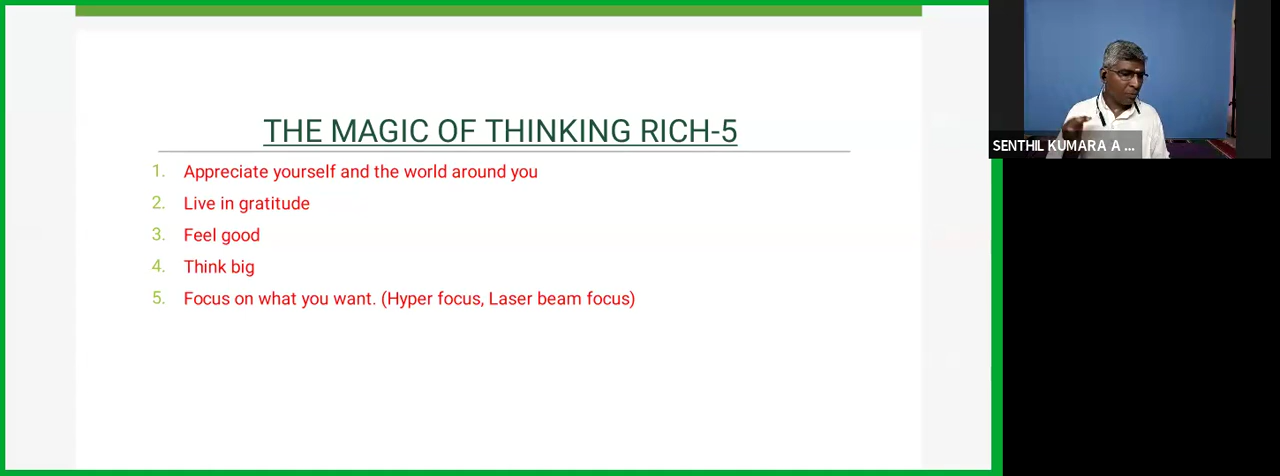 THE MAGIC OF THINKING RICH-5
1. Appreciate yourself and the world around you
2. Live in gratitude
3. Feel good
4. Think big
5. Focus on what you want. (Hyper focus, Laser beam focus)
SENTHIL KUMARA A ...